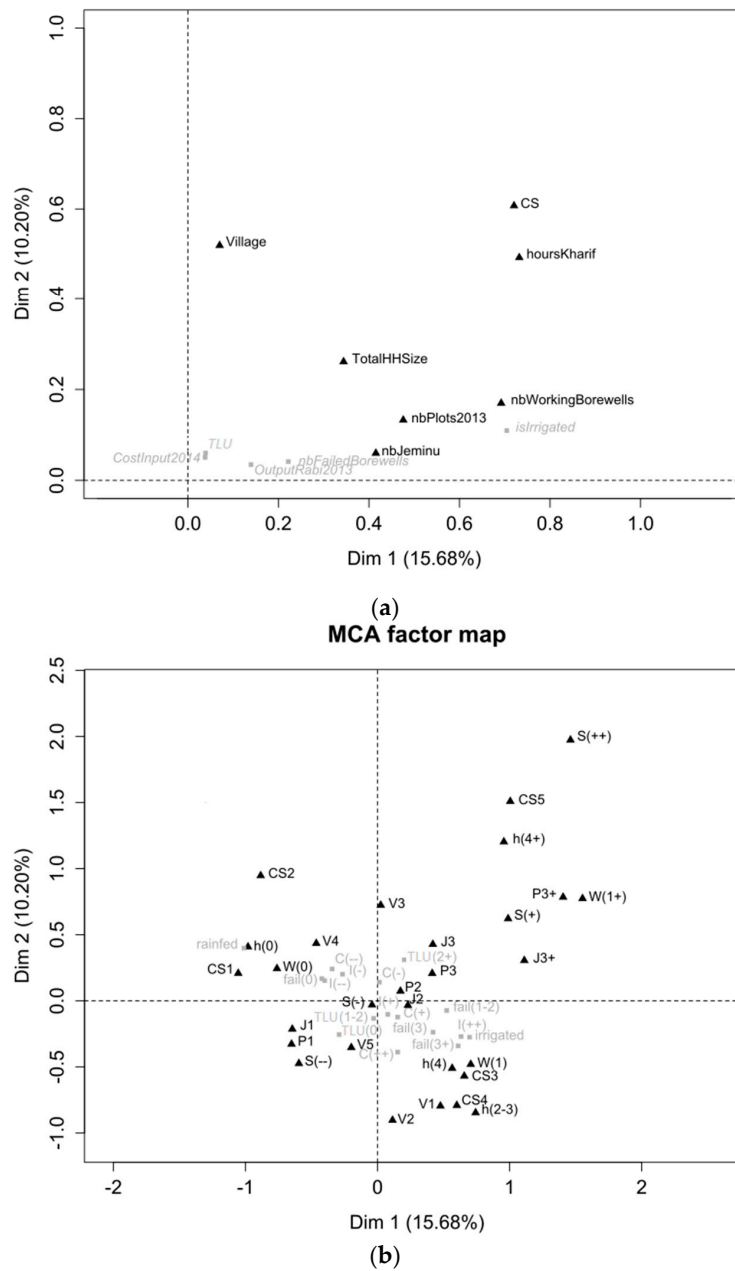 1.0
0.8
0.6
0.4
0.2
0.0
Dim 2 (10.20%)
CS
Village
hoursKharif
TotalHHSize
nbWorkingBorewells
nbPlots2013
isIrrigated
TLU
nbJeminu
CostInput2014
nbFailedBorewells
OutputRabi2013
0.0 0.2 0.4 0.6 0.8 1.0
Dim 1 (15.68%)
(a)
MCA factor map
2.5
2.0
1.5
1.0
0.5
0.0
-0.5
-1.0
Dim 2 (10.20%)
S(++)
CS5
h(4+)
CS2
P3+ W(1+)
V3
S(+)
V4 J3
rainfed h(0)
J3+
C(--) TLU(2+)
CS1 W(0) I(-) P3
fail(0) I(--) C(-)
P2
S(-) I(+) J2
fail(1-2)
TLU(1-2) C(+)
J1 fail(3) I(++)
TLU(0) irrigated
P1 V5 fail(3+)
S(--) C(++) h(4) W(1)
CS3
V1 CS4
h(2-3)
V2
-2 -1 0 1 2
Dim 1 (15.68%)
(b)